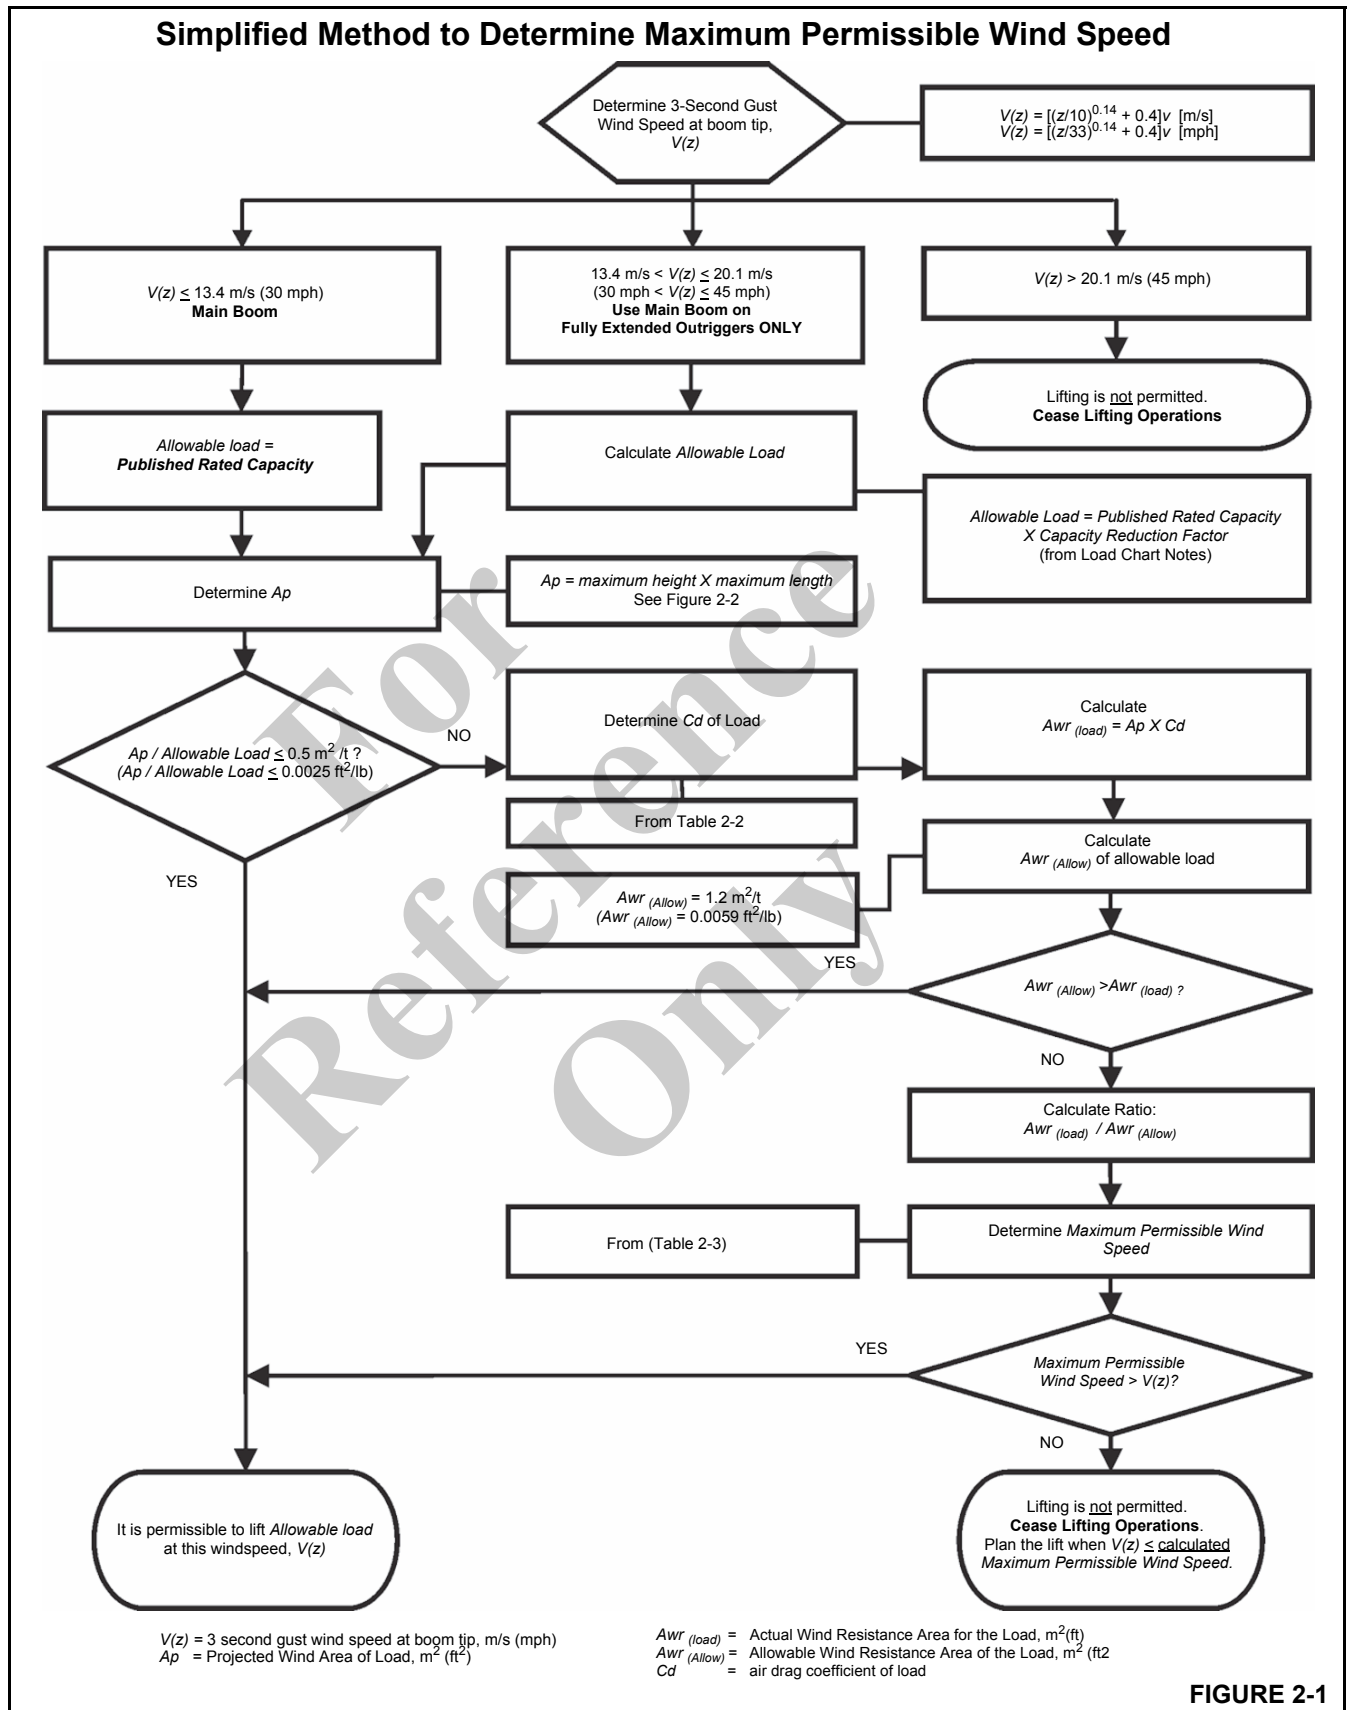 Simplified Method to Determine Maximum Permissible Wind Speed
Determine 3-Second Gust
Wind Speed at boom tip,
V(z)
V(z) = [(z/10)^0.14 + 0.4]v [m/s]
V(z) = [(z/33)^0.14 + 0.4]v [mph]
V(z) ≤ 13.4 m/s (30 mph)
Main Boom
13.4 m/s < V(z) ≤ 20.1 m/s
(30 mph < V(z) ≤ 45 mph)
Use Main Boom on
Fully Extended Outriggers ONLY
V(z) > 20.1 m/s (45 mph)
Lifting is not permitted.
Cease Lifting Operations
Allowable load =
Published Rated Capacity
Calculate Allowable Load
Allowable Load = Published Rated Capacity
X Capacity Reduction Factor
(from Load Chart Notes)
Determine Ap
Ap = maximum height X maximum length
See Figure 2-2
Ap / Allowable Load ≤ 0.5 m² /t ?
(Ap / Allowable Load ≤ 0.0025 ft²/lb)
NO
YES
Determine Cd of Load
From Table 2-2
Calculate
Awr (load) = Ap X Cd
Calculate
Awr (Allow) of allowable load
Awr (Allow) = 1.2 m²/t
(Awr (Allow) = 0.0059 ft²/lb)
YES
Awr (Allow) >Awr (load) ?
NO
Calculate Ratio:
Awr (load) / Awr (Allow)
From (Table 2-3)
Determine Maximum Permissible Wind
Speed
YES
Maximum Permissible
Wind Speed > V(z)?
NO
It is permissible to lift Allowable load
at this windspeed, V(z)
Lifting is not permitted.
Cease Lifting Operations.
Plan the lift when V(z) ≤ calculated
Maximum Permissible Wind Speed.
V(z) = 3 second gust wind speed at boom tip, m/s (mph)
Ap = Projected Wind Area of Load, m² (ft²)
Awr (load) = Actual Wind Resistance Area for the Load, m²(ft)
Awr (Allow) = Allowable Wind Resistance Area of the Load, m² (ft2
Cd = air drag coefficient of load
FIGURE 2-1
For
Reference
Only